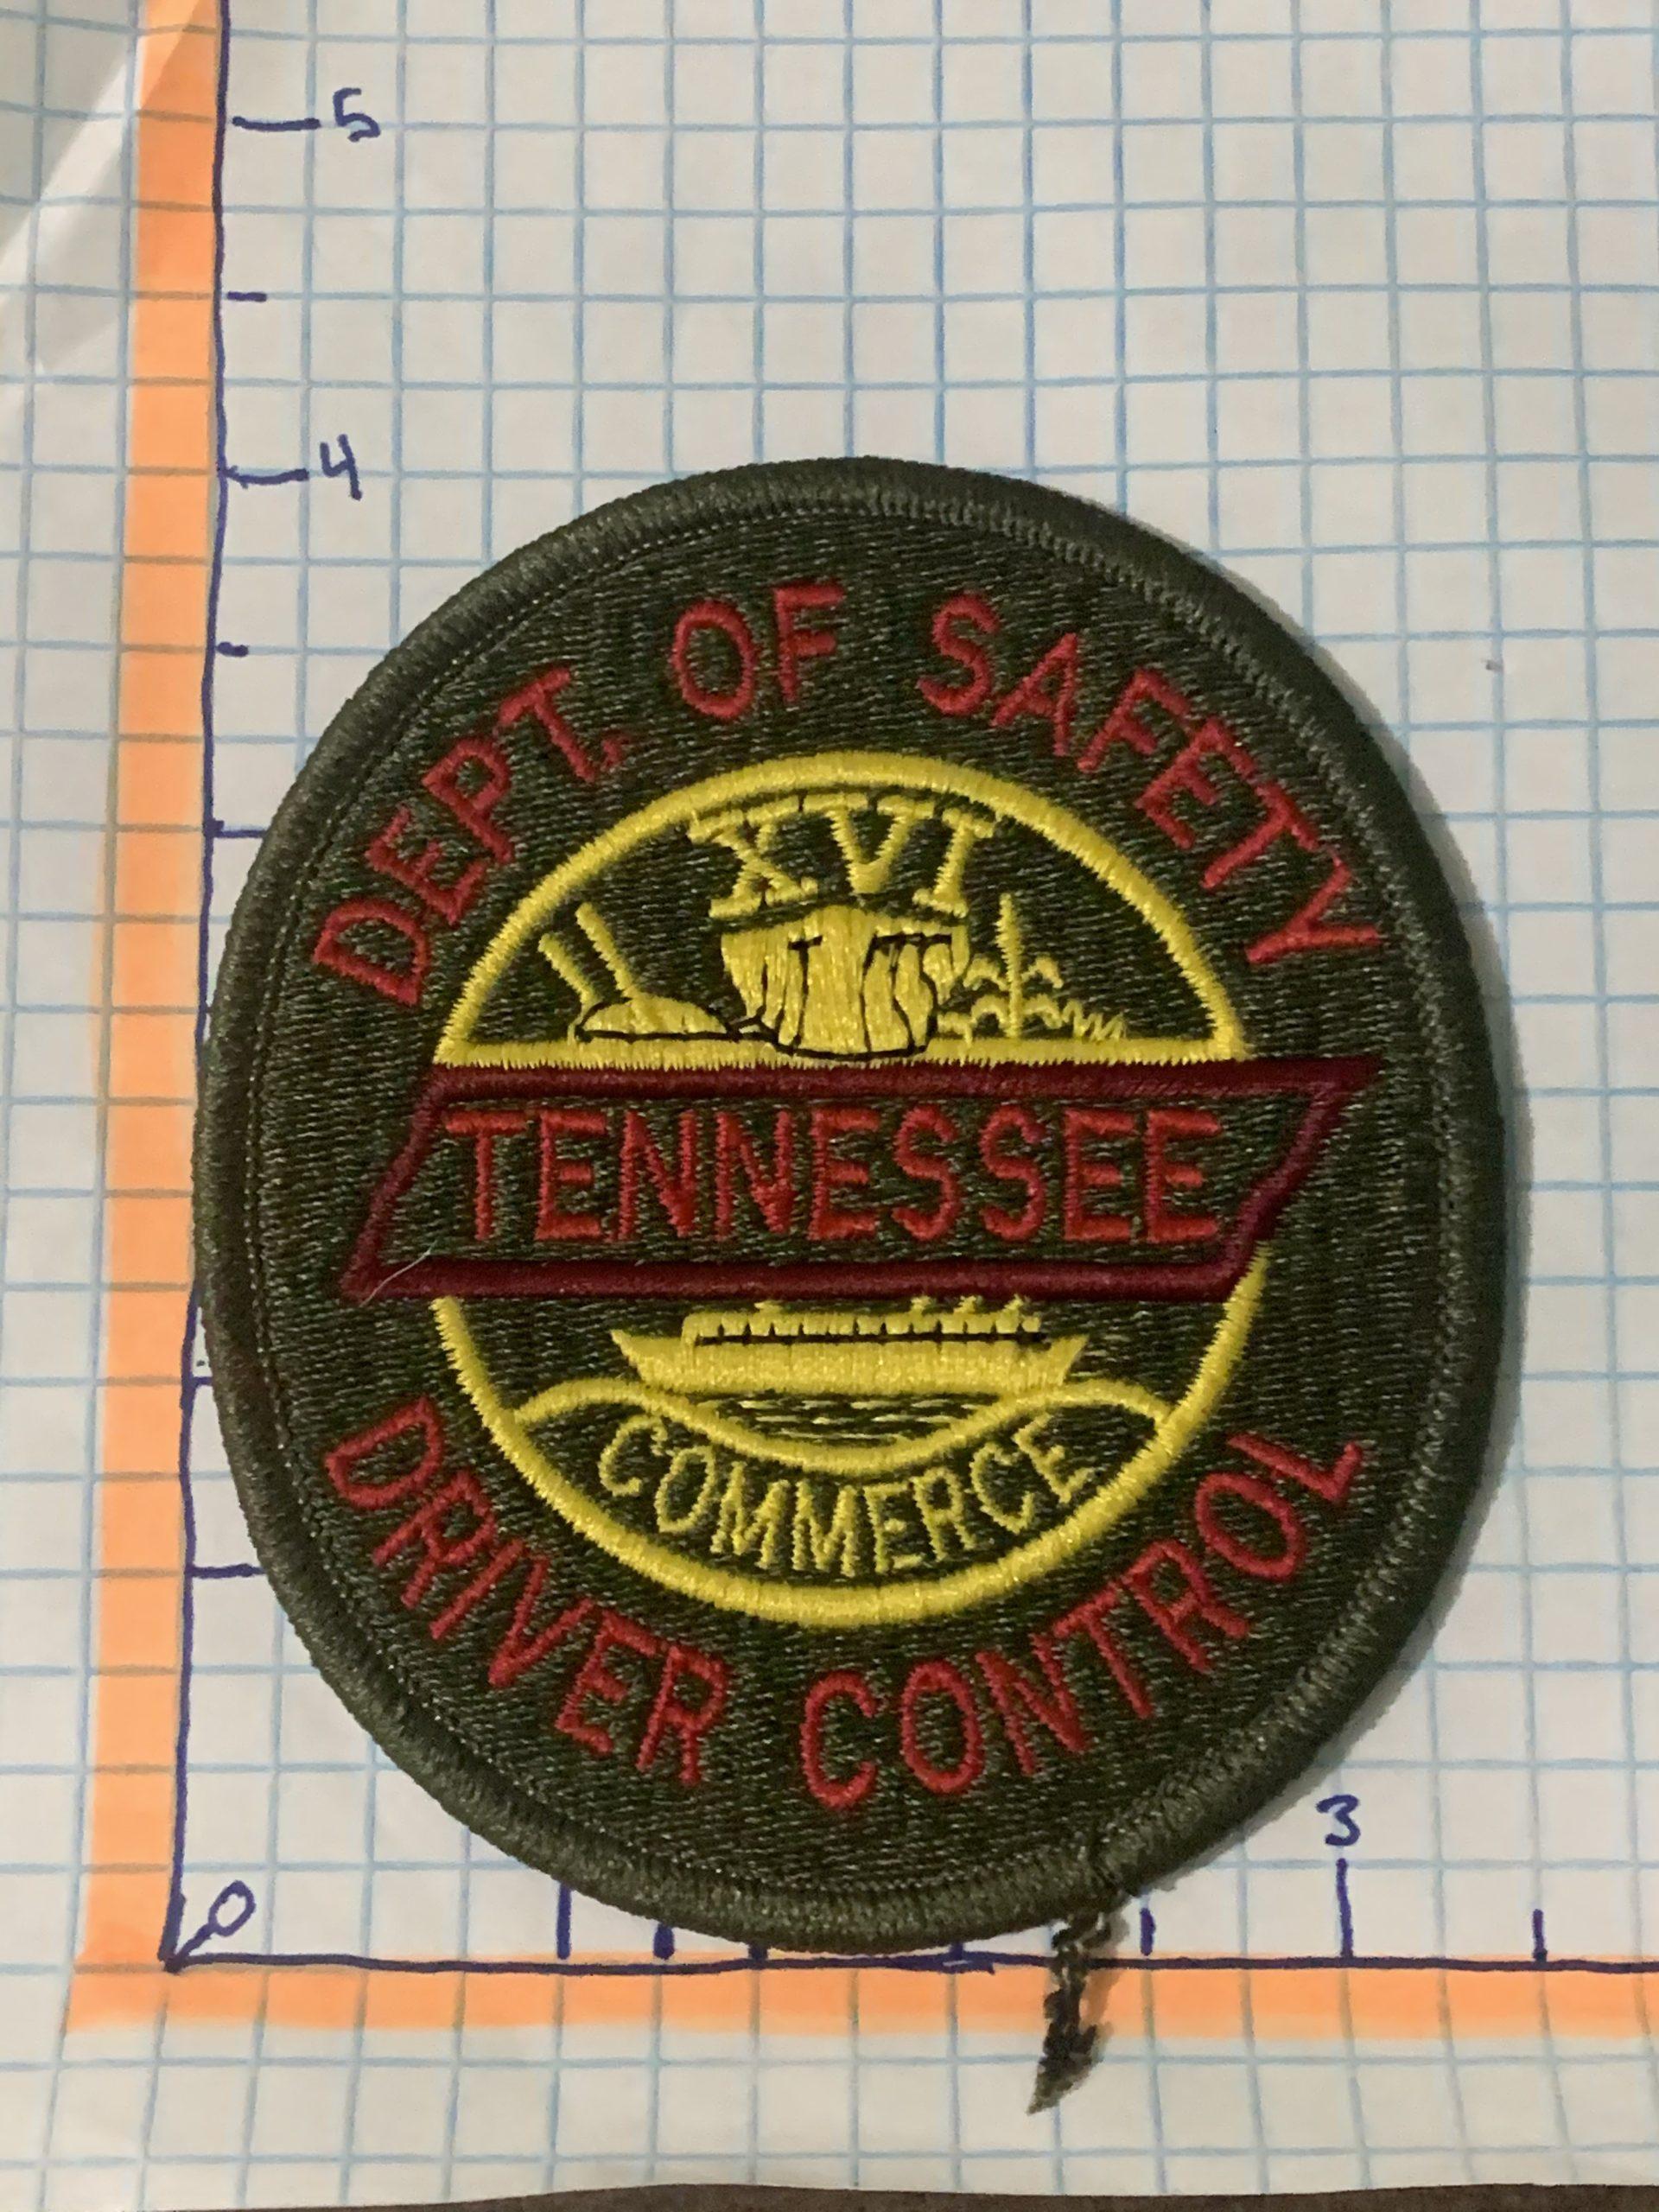 5
4
DEPT. OF SAFETY
XVI
TENNESSEE
COMMERCE
DRIVER CONTROL
3
0